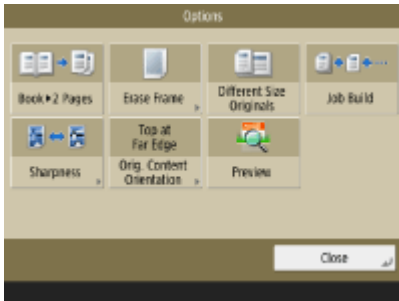 Options
Book▸2 Pages
Erase Frame
Different Size
Originals
Job Build
Sharpness
Top at
Far Edge
Orig. Content
Orientation
Preview
Close